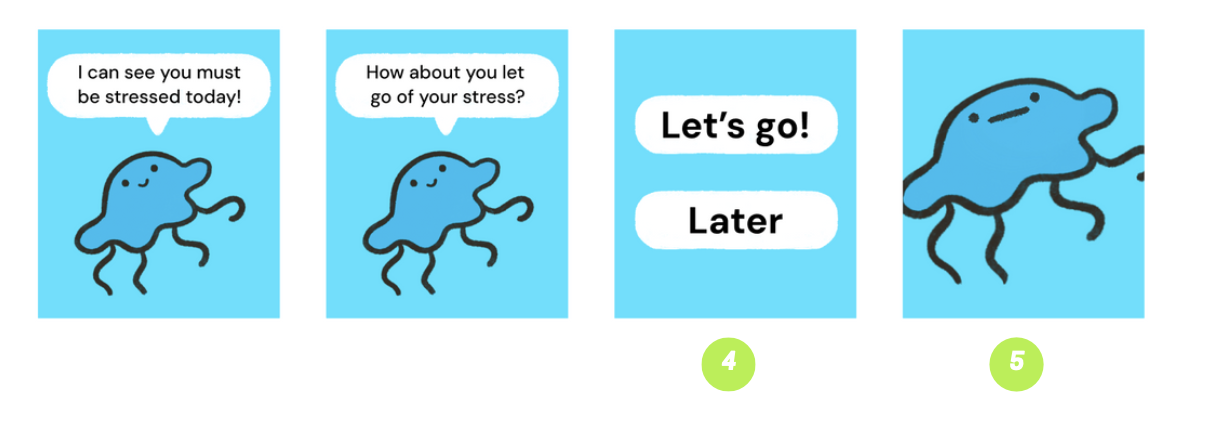 I can see you must
be stressed today!
How about you let
go of your stress?
Let's go!
Later
4
5